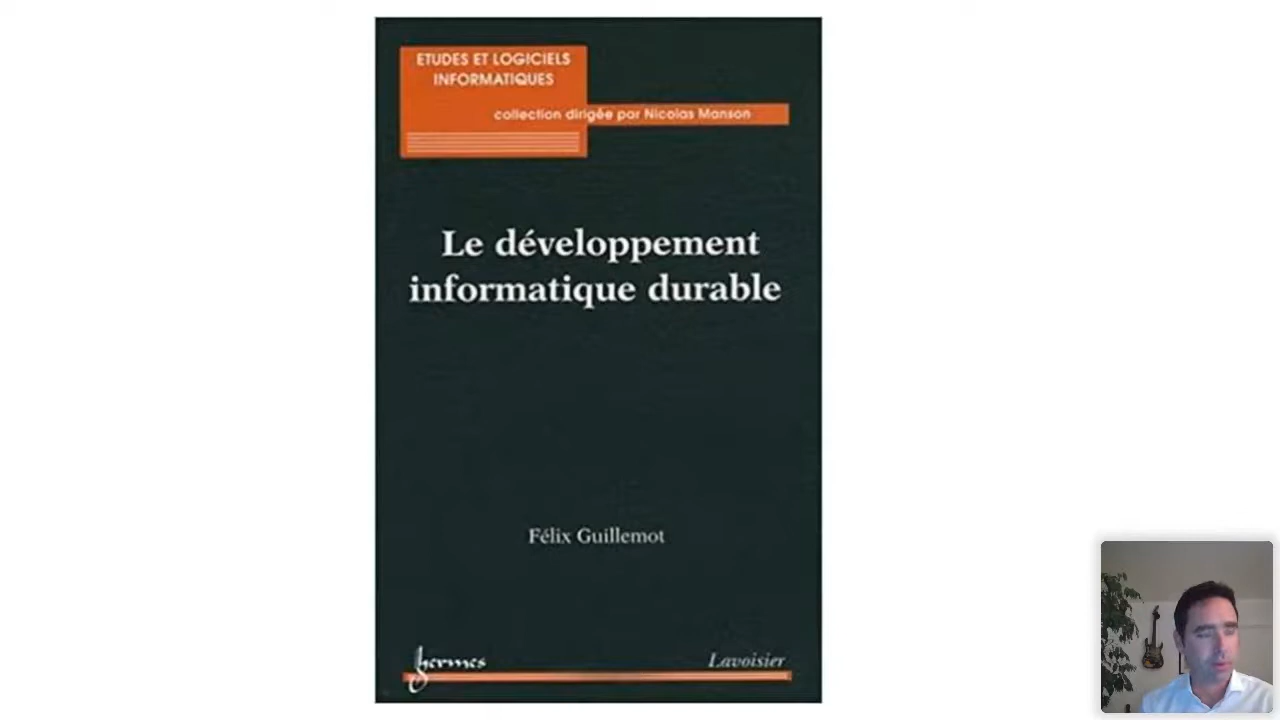 ETUDES ET LOGICIELS
INFORMATIQUES
collection dirigée par Nicolas Manson
Le développement
informatique durable
Félix Guillemot
hermes
Lavoisier